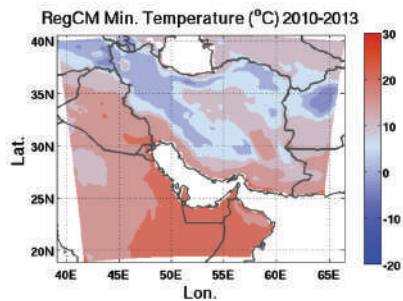 RegCM Min. Temperature (°C) 2010-2013
40N
35N
30N
25N
20N
Lat.
39E
45E
50E
55E
60E
65E
Lon.
30
20
10
0
-10
-20